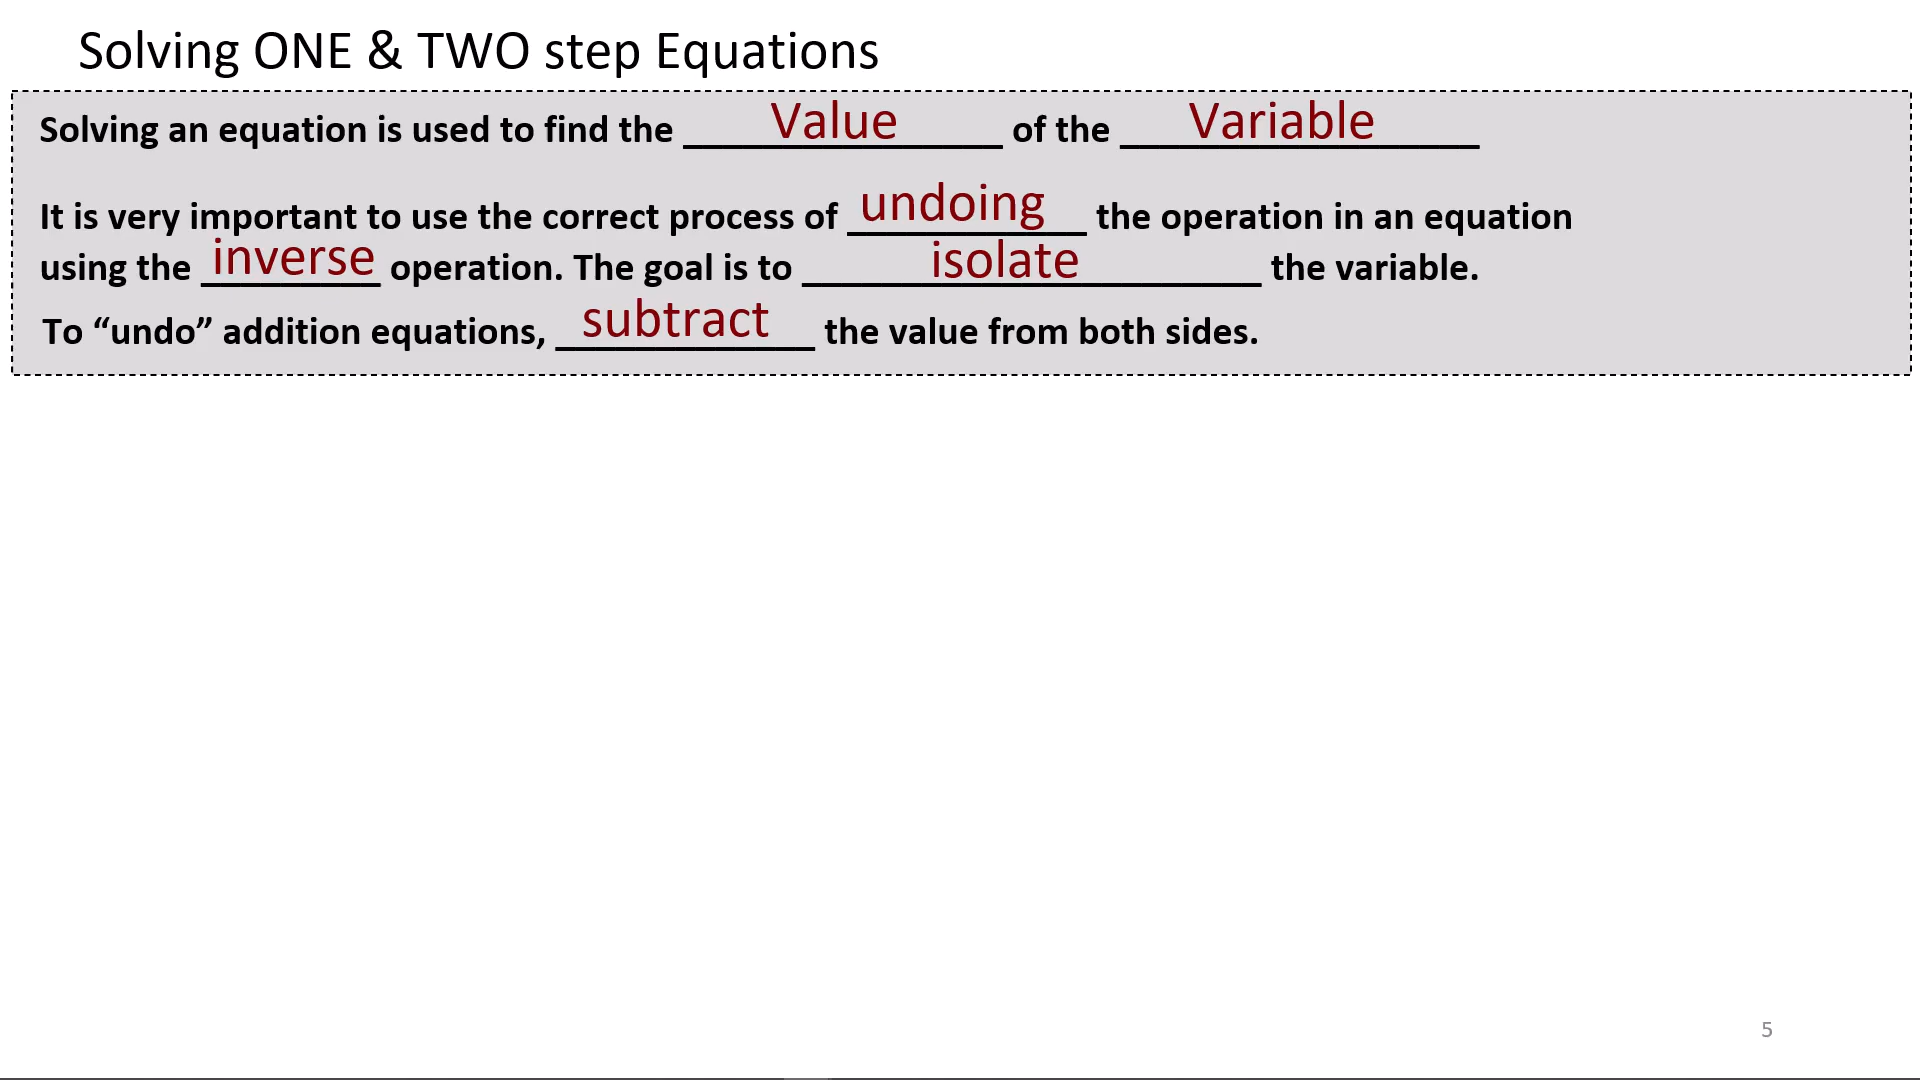 Solving ONE & TWO step Equations
Solving an equation is used to find the Value of the Variable
It is very important to use the correct process of undoing the operation in an equation
using the inverse operation. The goal is to isolate the variable.
To “undo” addition equations, subtract the value from both sides.
5